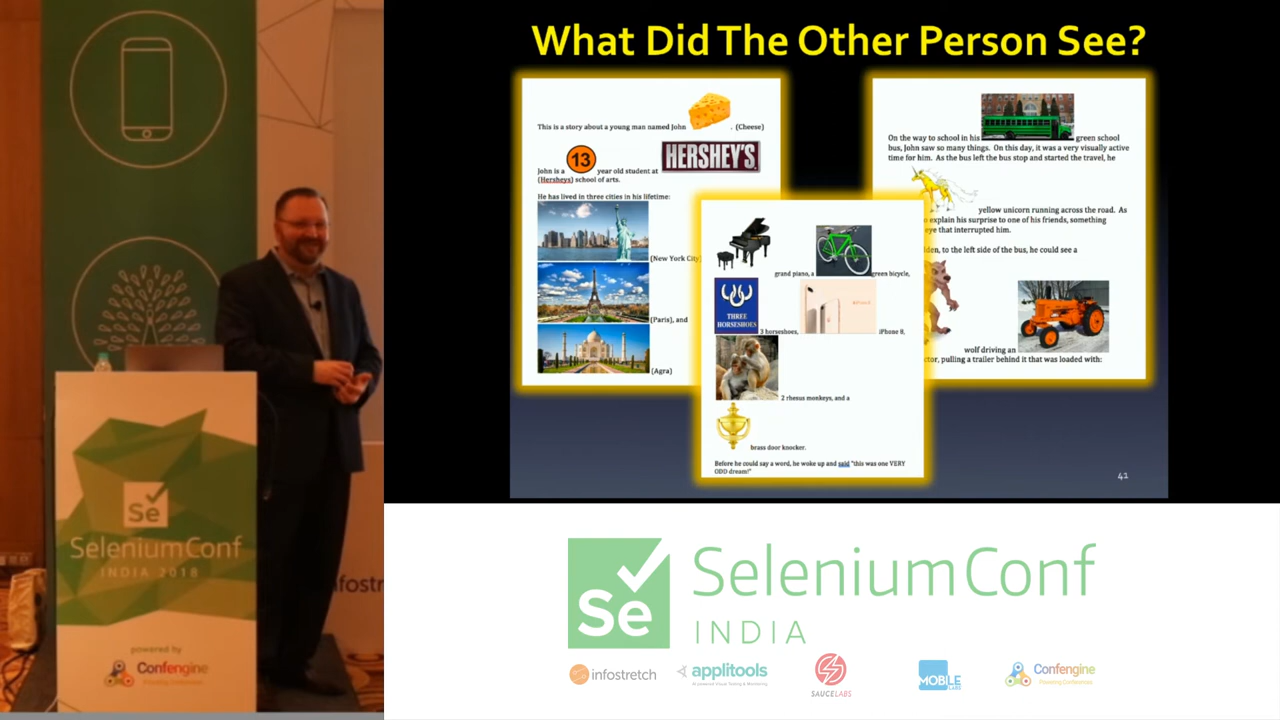 What Did The Other Person See?
This is a story about a young man named John . (Cheese)
13
HERSHEY'S
John is a year old student at
(Hersheys) school of arts.
He has lived in three cities in his lifetime:
(New York City)
(Paris), and
(Agra)
grand piano, a green bicycle,
THREE
HORSESHOES
3 horseshoes, iPhone 8,
2 rhesus monkeys, and a
brass door knocker.
Before he could say a word, he woke up and said "this was one VERY
ODD dream!"
On the way to school in his green school
bus, John saw so many things. On this day, it was a very visually active
time for him. As the bus left the bus stop and started the travel, he
yellow unicorn running across the road. As
explain his surprise to one of his friends, something
eye that interrupted him.
to the left side of the bus, he could see a
wolf driving an
pulling a trailer behind it that was loaded with:
41
Se
SeleniumConf
INDIA 2018
powered by
Confengine
infostretch
Se
SeleniumConf
INDIA
infostretch
applitools
SAUCELABS
MOBILE
LABS
Confengine